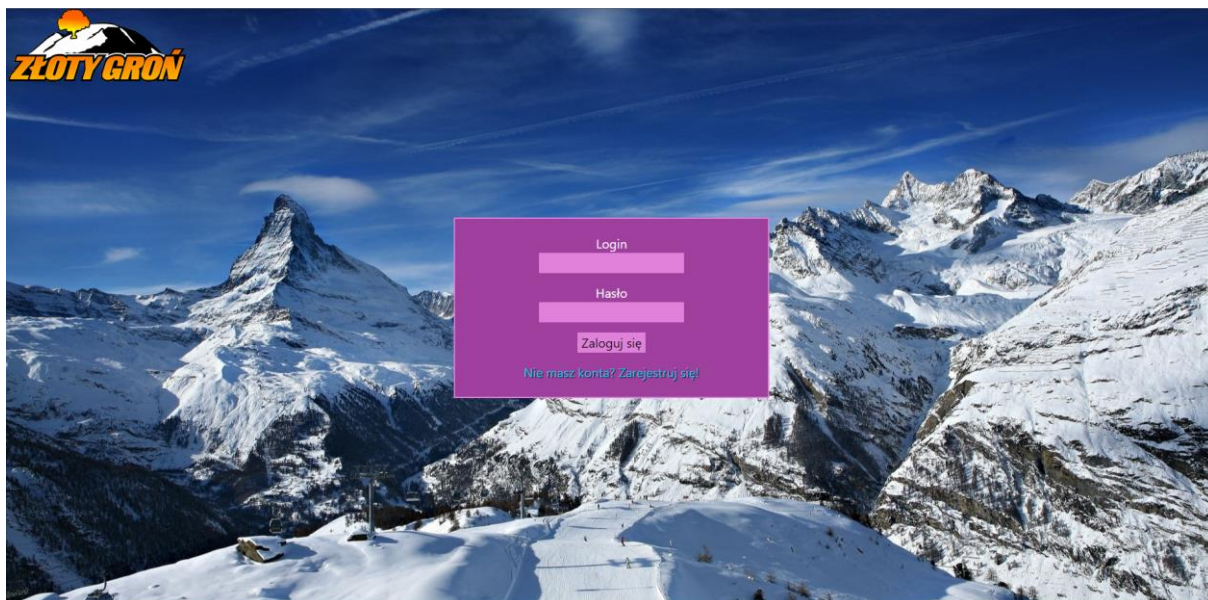 ZŁOTY GROŃ
Login
Hasło
Zaloguj się
Nie masz konta? Zarejestruj się!